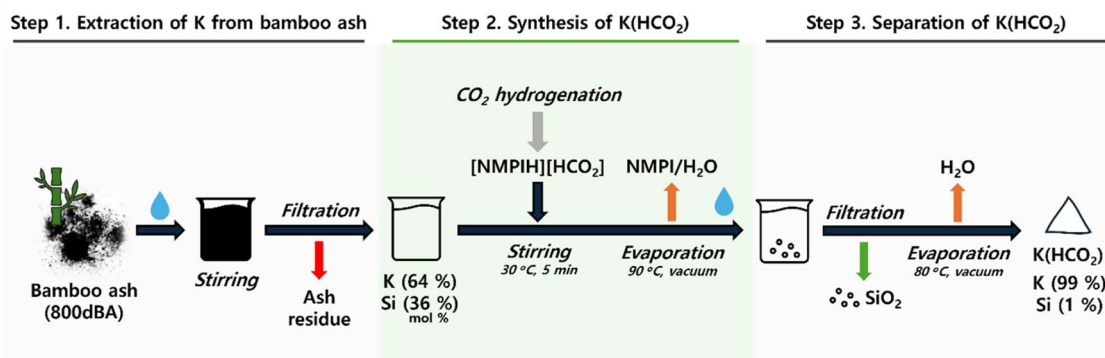 Step 1. Extraction of K from bamboo ash
Bamboo ash
(800dBA)
Stirring
Filtration
Ash
residue
Step 2. Synthesis of K(HCO₂)
K (64 %)
Si (36 %)
mol %
CO₂ hydrogenation
[NMPIH][HCO₂]
Stirring
30 ℃, 5 min
NMPI/H₂O
Evaporation
90 ℃, vacuum
Step 3. Separation of K(HCO₂)
Filtration
SiO₂
H₂O
Evaporation
80 ℃, vacuum
K(HCO₂)
K (99 %)
Si (1 %)